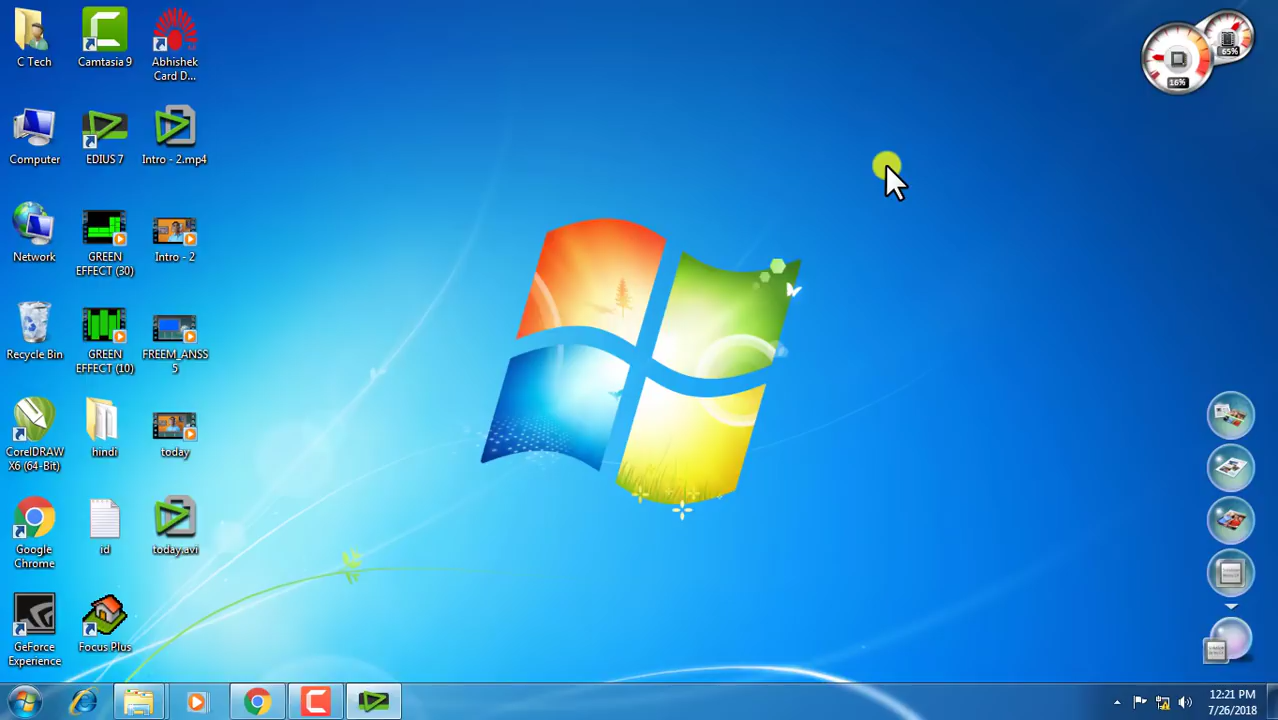 C Tech
Camtasia 9
Abhishek
Card D...
Computer
EDIUS 7
Intro - 2.mp4
Network
GREEN
EFFECT (30)
Intro - 2
Recycle Bin
GREEN
EFFECT (10)
FREEM_ANSS
5
CorelDRAW
X6 (64-Bit)
hindi
today
Google
Chrome
id
today.avi
GeForce
Experience
Focus Plus
16%
65%
12:21 PM
7/26/2018